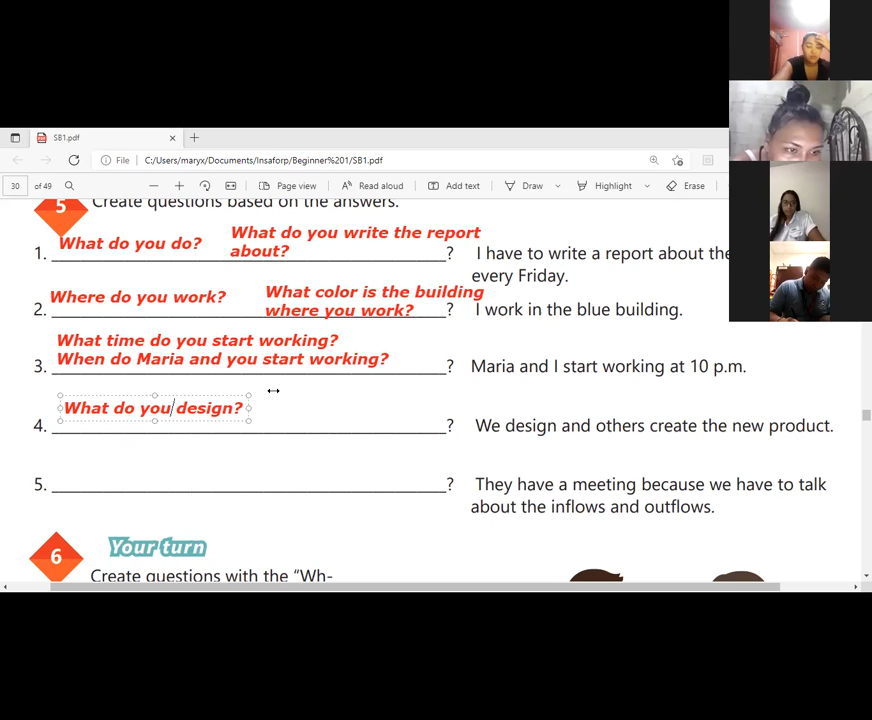 SB1.pdf
File C:/Users/maryx/Documents/Insaforp/Beginner%201/SB1.pdf
30 of 49 Page view Read aloud Add text Draw Highlight Erase
5 Create questions based on the answers.
What do you do? What do you write the report
about?
1. ? I have to write a report about the
every Friday.
Where do you work? What color is the building
where you work?
2. ? I work in the blue building.
What time do you start working?
When do Maria and you start working?
3. ? Maria and I start working at 10 p.m.
What do you design?
4. ? We design and others create the new product.
5. ? They have a meeting because we have to talk
about the inflows and outflows.
6 Your turn
Create questions with the “Wh-